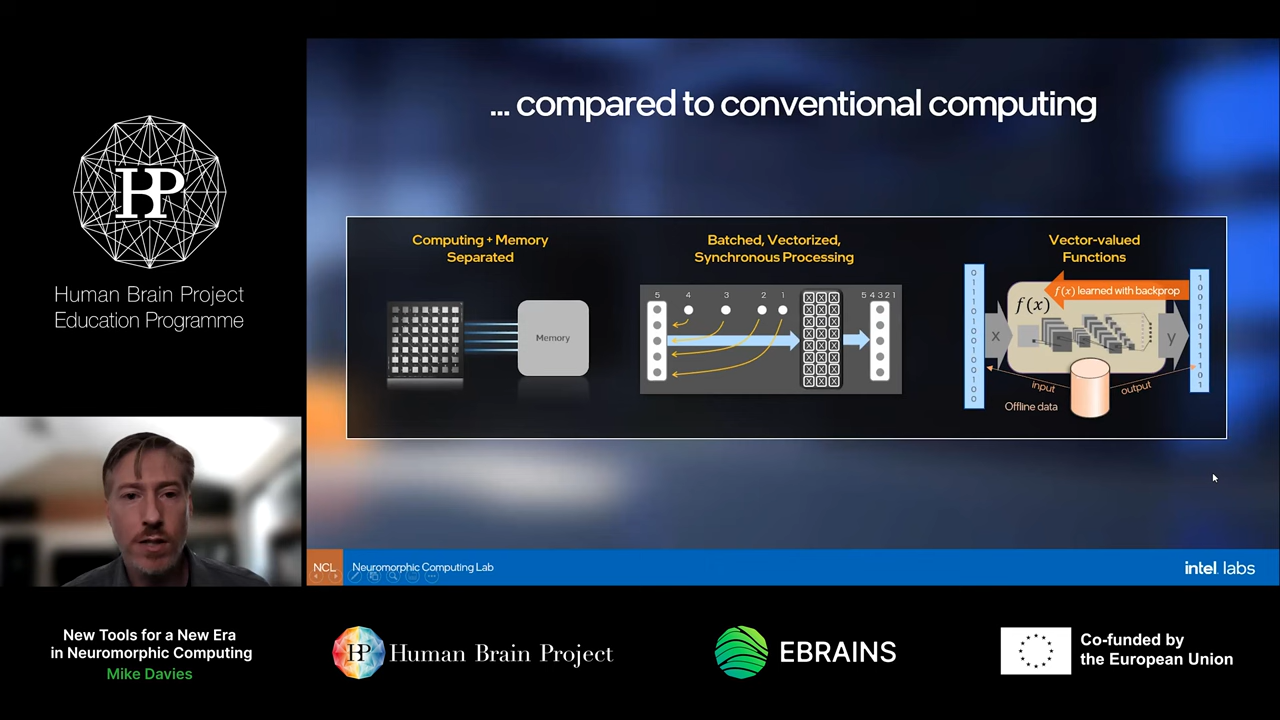 HBP
Human Brain Project
Education Programme
... compared to conventional computing
Computing + Memory
Separated
Memory
Batched, Vectorized,
Synchronous Processing
5 4 3 2 1
5 4 3 2 1
Vector-valued
Functions
f(x) learned with backprop
f(x)
x
y
input
output
Offline data
NCL
Neuromorphic Computing Lab
intel labs
New Tools for a New Era
in Neuromorphic Computing
Mike Davies
HBP Human Brain Project
EBRAINS
Co-funded by
the European Union